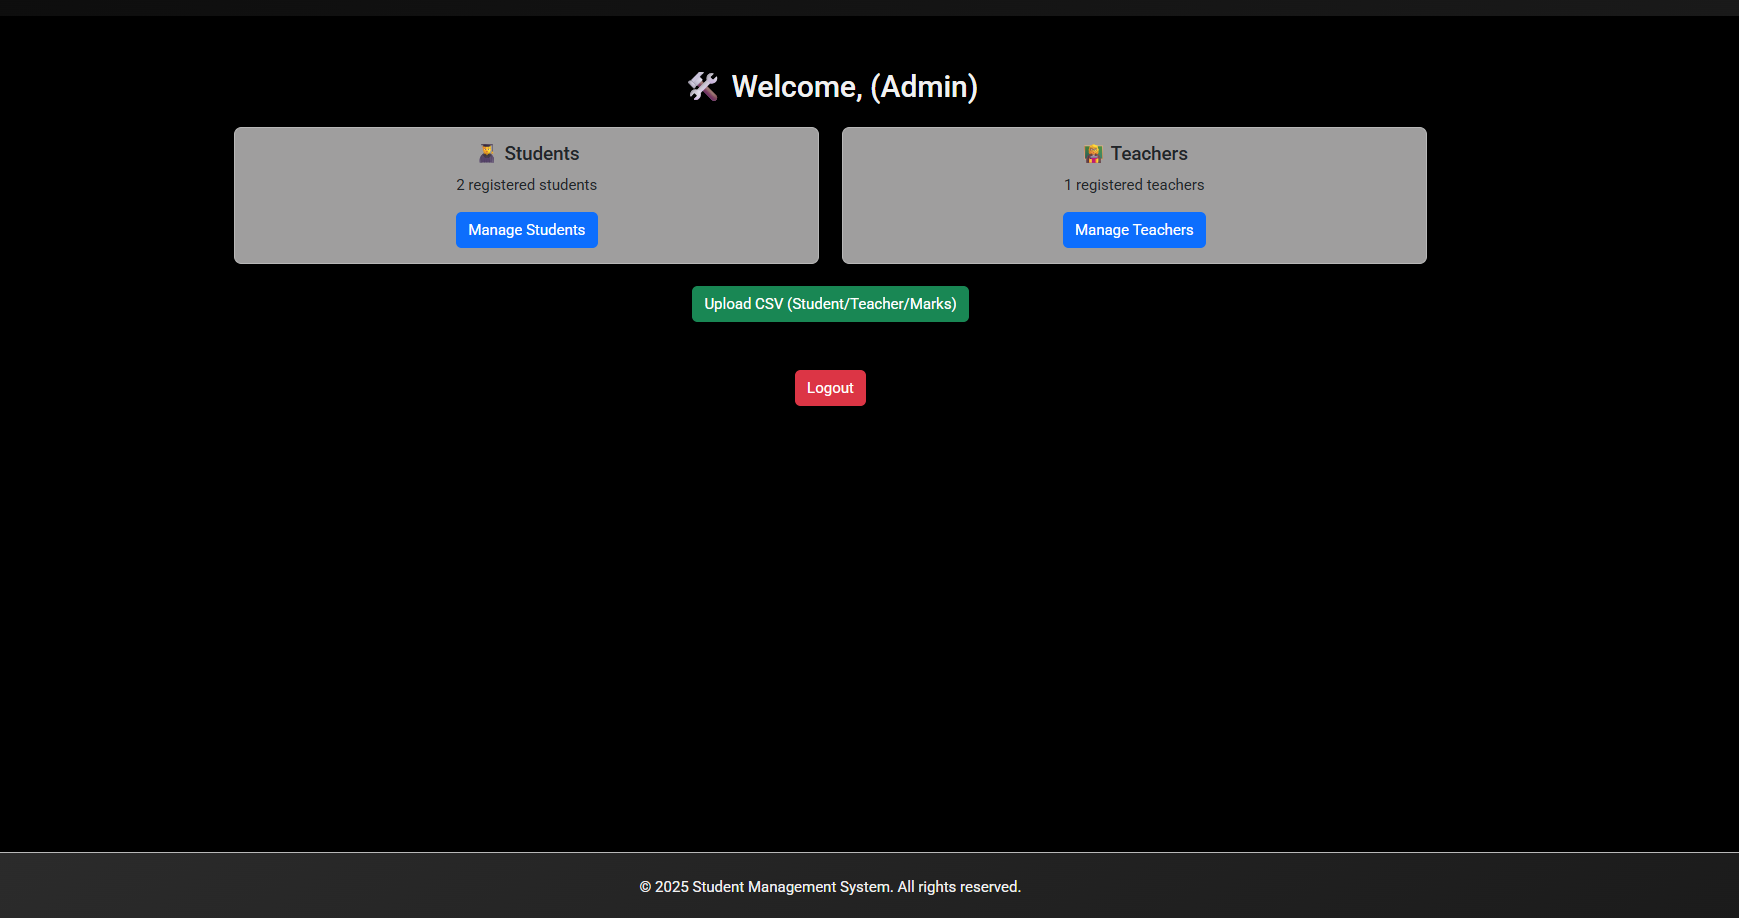 🛠️ Welcome, (Admin)
👩‍🎓 Students
2 registered students
Manage Students
👩‍🏫 Teachers
1 registered teachers
Manage Teachers
Upload CSV (Student/Teacher/Marks)
Logout
© 2025 Student Management System. All rights reserved.